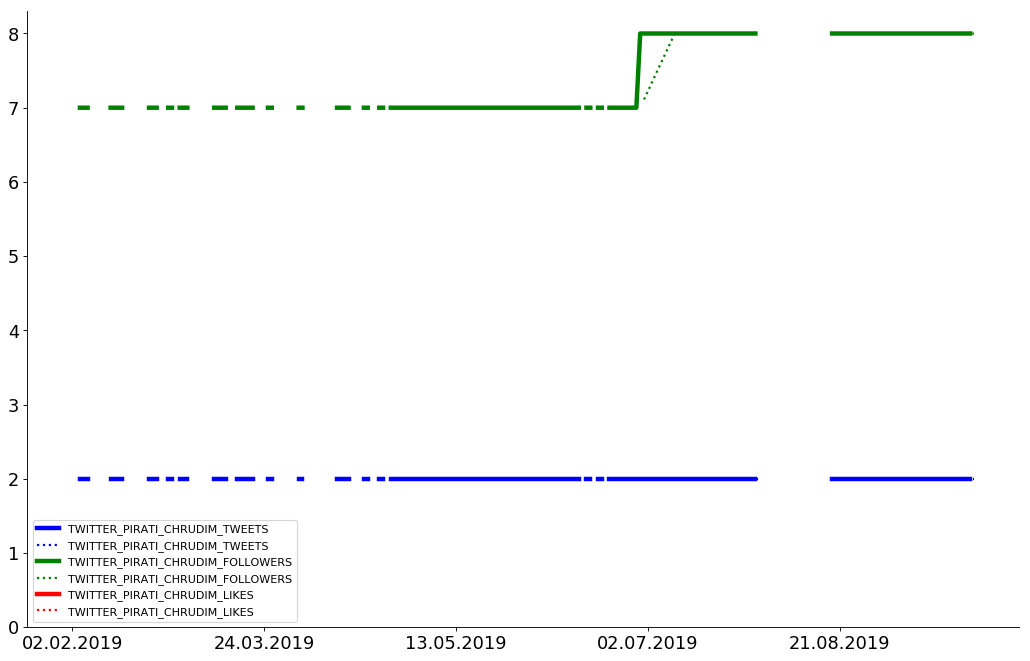 8
7
6
5
4
3
2
1
0
TWITTER_PIRATI_CHRUDIM_TWEETS
TWITTER_PIRATI_CHRUDIM_TWEETS
TWITTER_PIRATI_CHRUDIM_FOLLOWERS
TWITTER_PIRATI_CHRUDIM_FOLLOWERS
TWITTER_PIRATI_CHRUDIM_LIKES
TWITTER_PIRATI_CHRUDIM_LIKES
02.02.2019 24.03.2019 13.05.2019 02.07.2019 21.08.2019